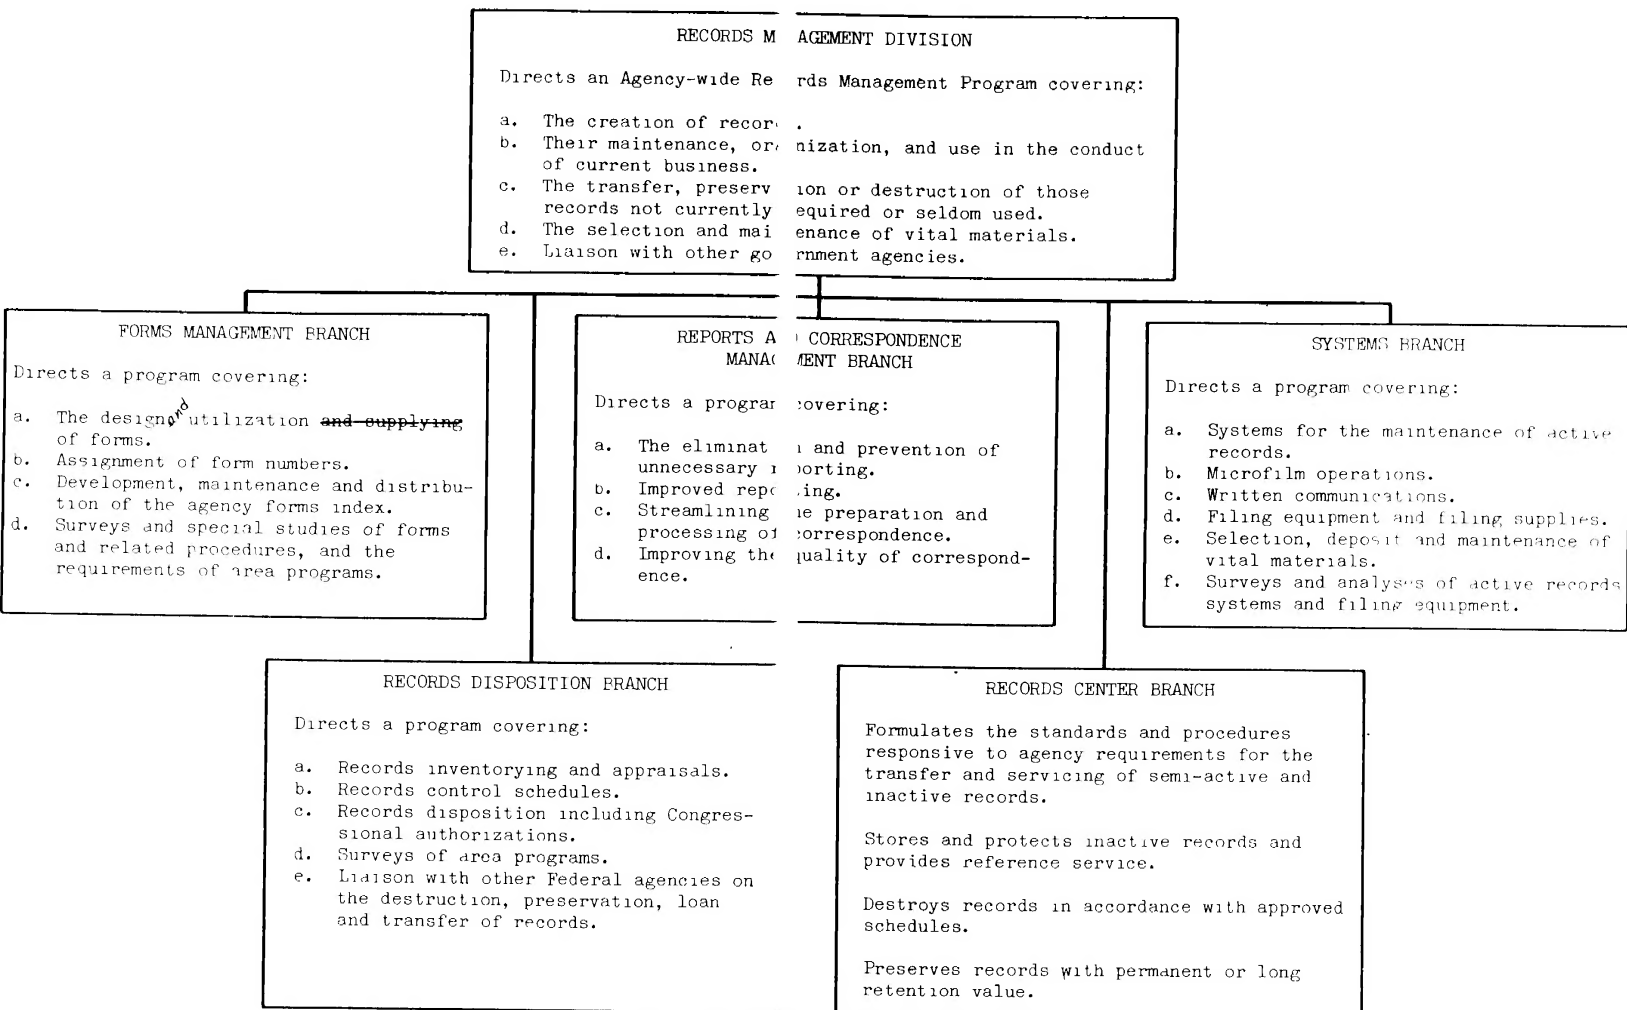 RECORDS M AGEMENT DIVISION
Directs an Agency-wide Re rds Management Program covering:
a. The creation of recor .
b. Their maintenance, or nization, and use in the conduct
of current business.
c. The transfer, preserv ion or destruction of those
records not currently equired or seldom used.
d. The selection and mai enance of vital materials.
e. Liaison with other go rnment agencies.
FORMS MANAGEMENT BRANCH
Directs a program covering:
a. The design and utilization and supplying
of forms.
b. Assignment of form numbers.
c. Development, maintenance and distribu-
tion of the agency forms index.
d. Surveys and special studies of forms
and related procedures, and the
requirements of area programs.
REPORTS A CORRESPONDENCE
MANAG MENT BRANCH
Directs a program covering:
a. The eliminat n and prevention of
unnecessary r porting.
b. Improved repo ing.
c. Streamlining he preparation and
processing of correspondence.
d. Improving the quality of correspond-
ence.
SYSTEMS BRANCH
Directs a program covering:
a. Systems for the maintenance of active
records.
b. Microfilm operations.
c. Written communications.
d. Filing equipment and filing supplies.
e. Selection, deposit and maintenance of
vital materials.
f. Surveys and analyses of active records
systems and filing equipment.
RECORDS DISPOSITION BRANCH
Directs a program covering:
a. Records inventorying and appraisals.
b. Records control schedules.
c. Records disposition including Congres-
sional authorizations.
d. Surveys of area programs.
e. Liaison with other Federal agencies on
the destruction, preservation, loan
and transfer of records.
RECORDS CENTER BRANCH
Formulates the standards and procedures
responsive to agency requirements for the
transfer and servicing of semi-active and
inactive records.
Stores and protects inactive records and
provides reference service.
Destroys records in accordance with approved
schedules.
Preserves records with permanent or long
retention value.